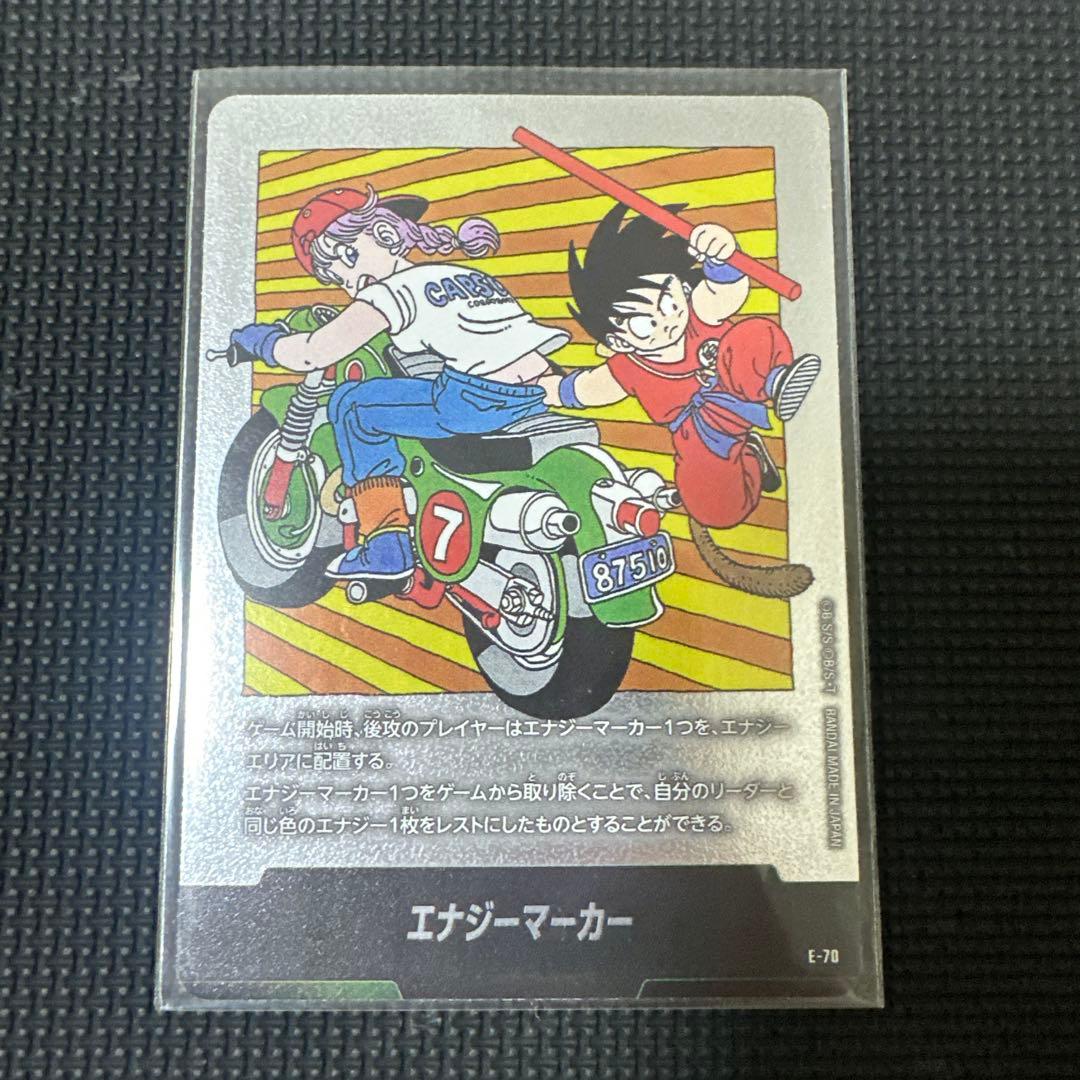 CAPS
7
87510
ゲーム開始時、後攻のプレイヤーはエナジーマーカー1つを、エナジー
エリアに配置する。
エナジーマーカー1つをゲームから取り除くことで、自分のリーダーと
同じ色のエナジー1枚をレストにしたものとすることができる。
©B S/S ©B/S・T BANDAI MADE IN JAPAN
エナジーマーカー
E-70